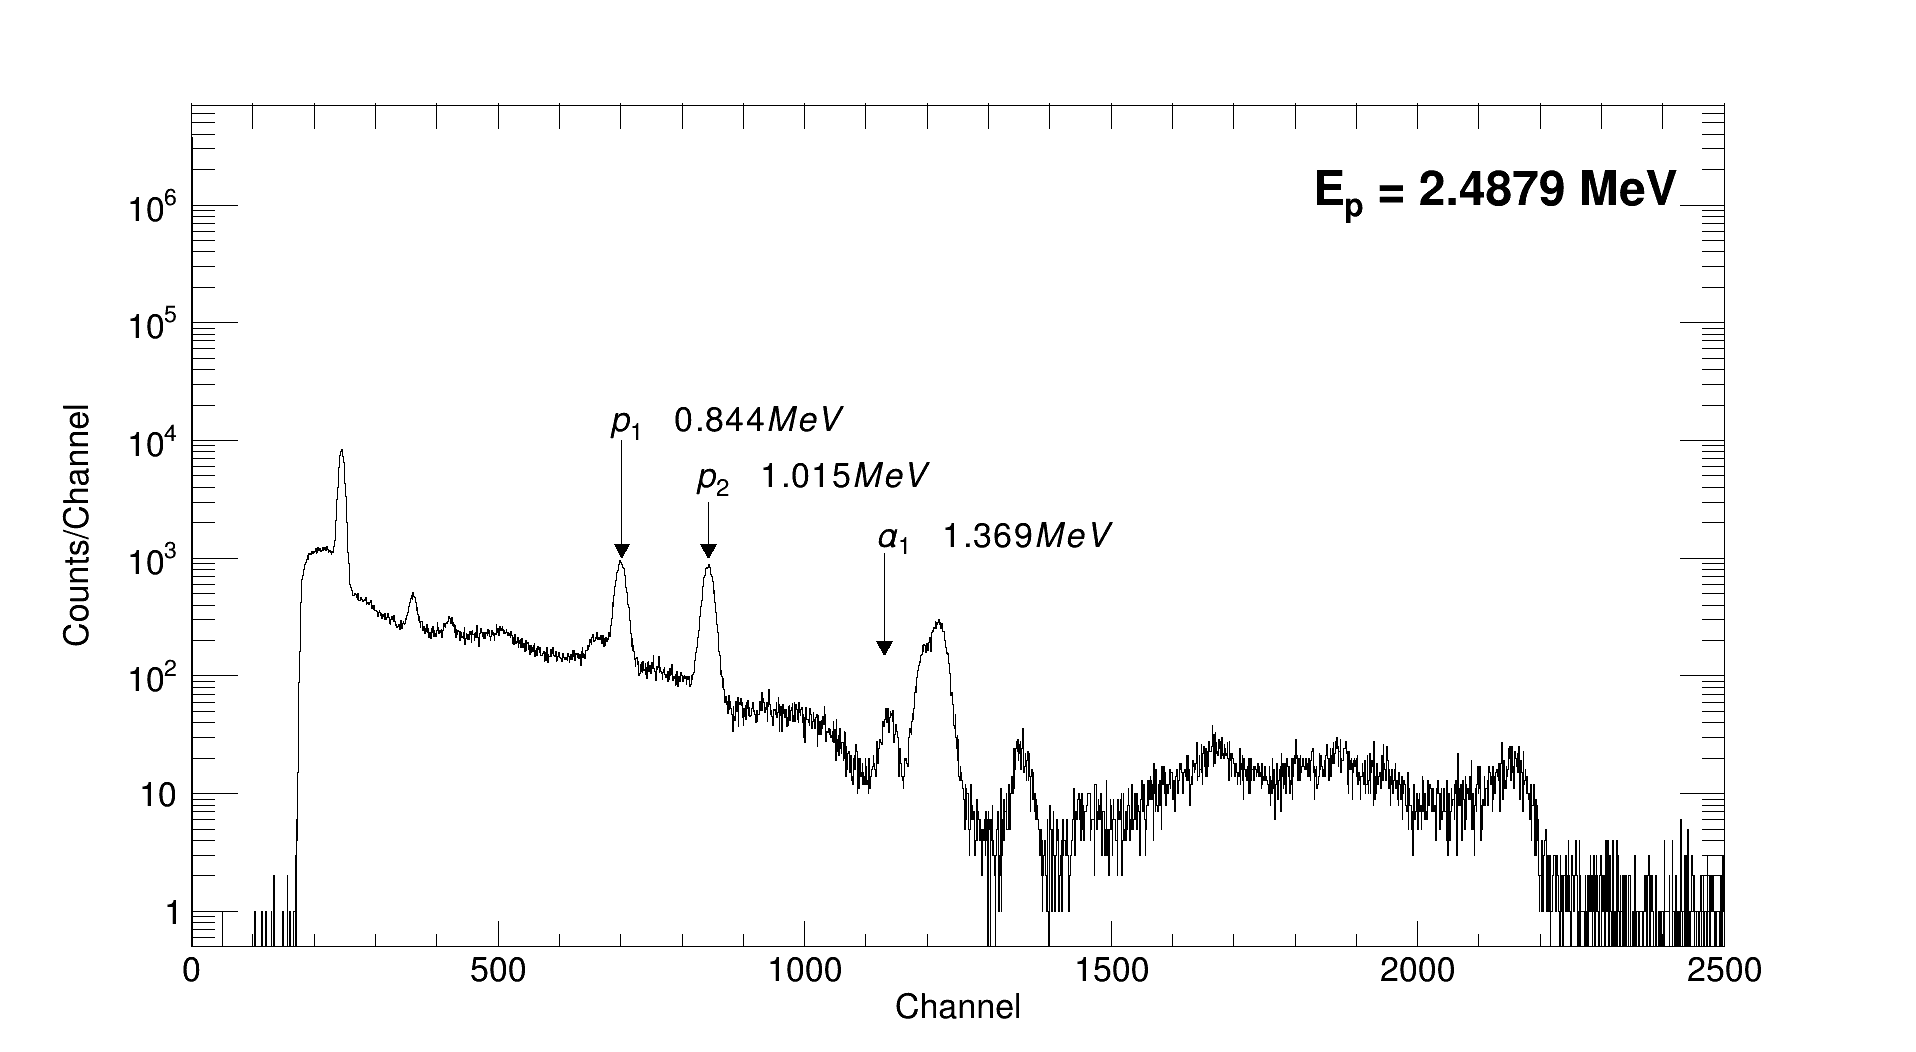 E_p = 2.4879 MeV
10^6
10^5
10^4
10^3
10^2
10
1
Counts/Channel
p_1 0.844MeV
p_2 1.015MeV
α_1 1.369MeV
0 500 1000 1500 2000 2500
Channel